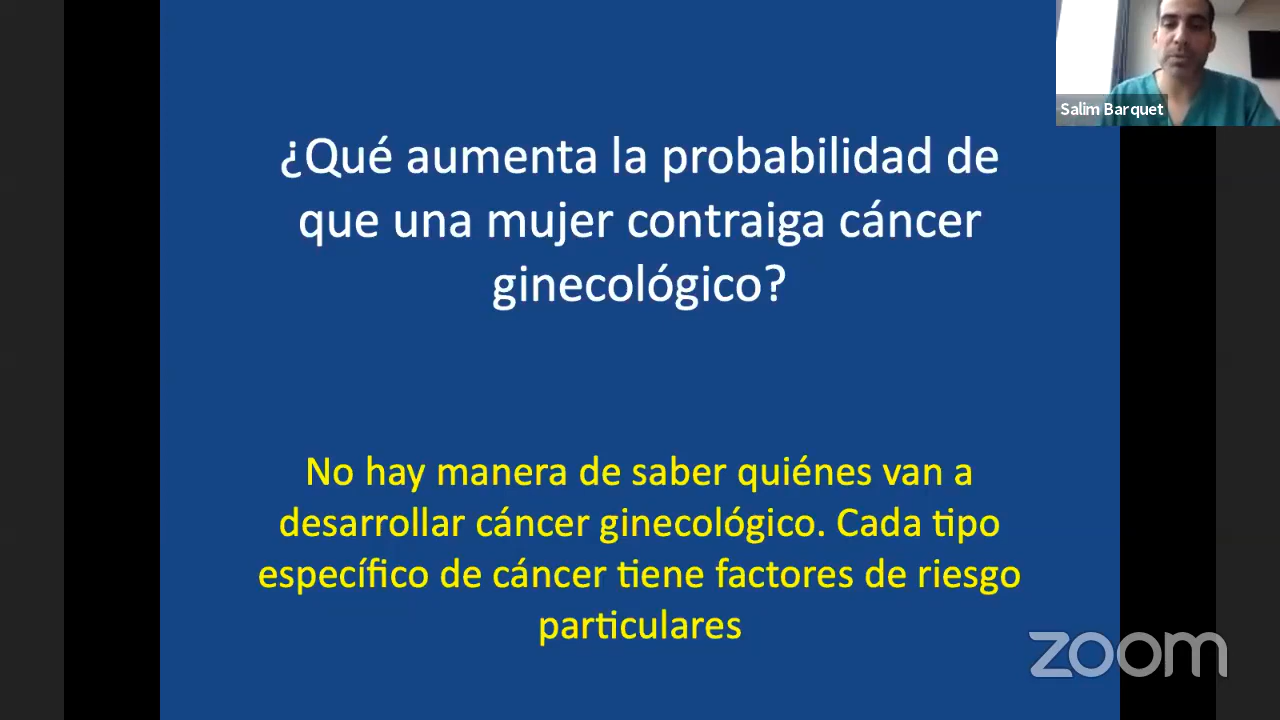 Salim Barquet
¿Qué aumenta la probabilidad de
que una mujer contraiga cáncer
ginecológico?
No hay manera de saber quiénes van a
desarrollar cáncer ginecológico. Cada tipo
específico de cáncer tiene factores de riesgo
particulares
zoom